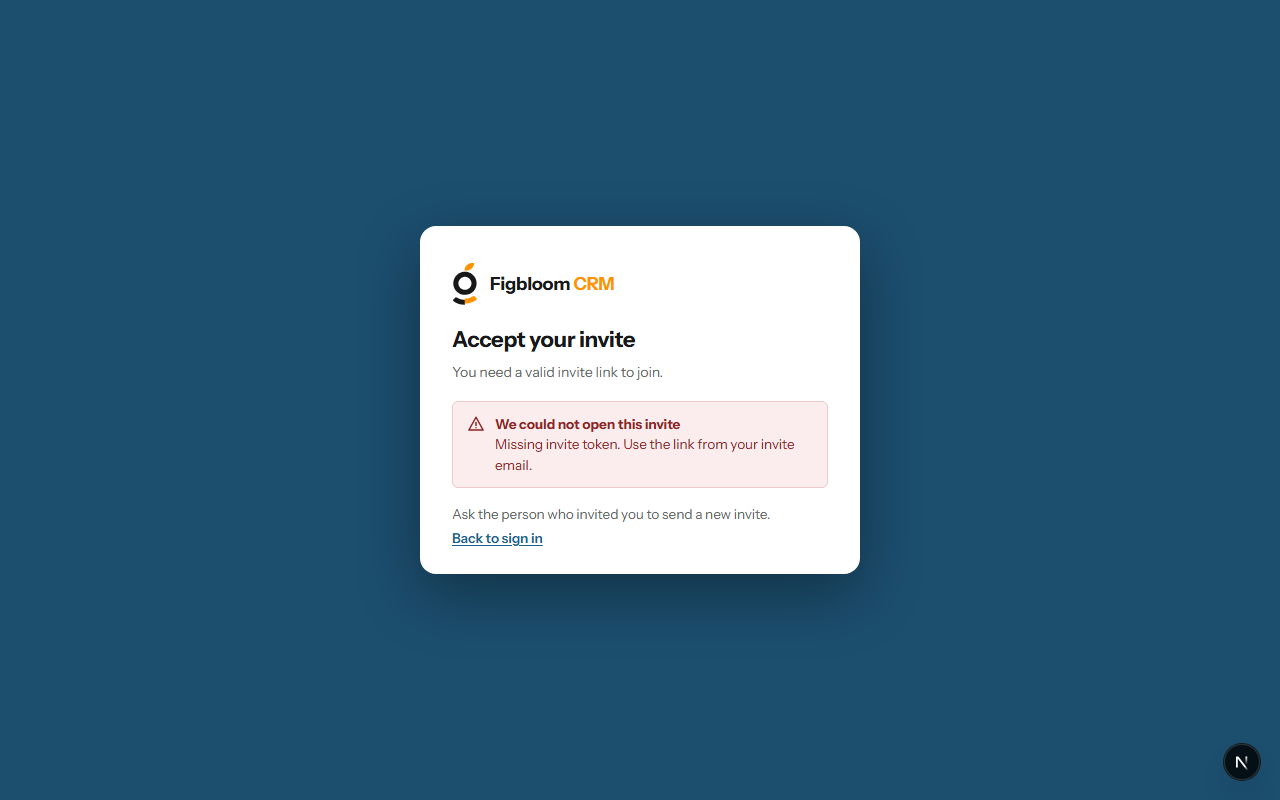 Figbloom CRM
Accept your invite
You need a valid invite link to join.
We could not open this invite
Missing invite token. Use the link from your invite
email.
Ask the person who invited you to send a new invite.
Back to sign in
N